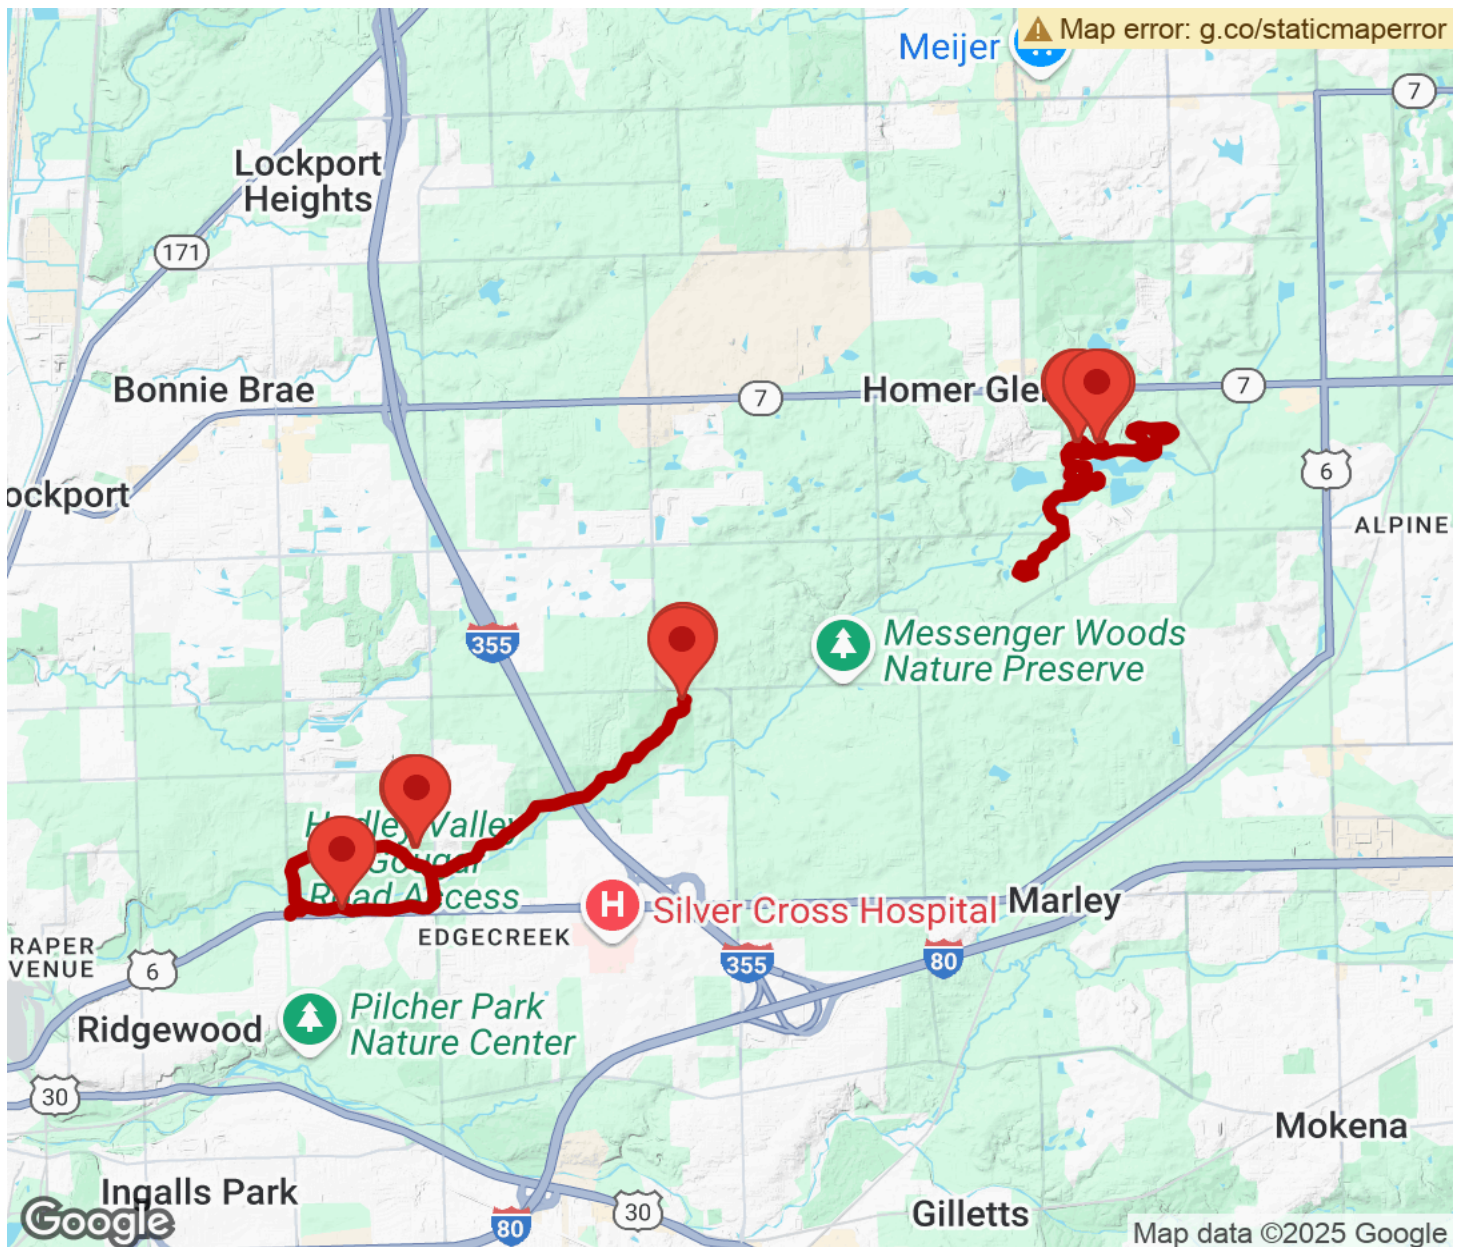 Map error: g.co/staticmaperror
Meijer
7
Lockport
Heights
171
Bonnie Brae
7
Homer Gle
7
ockport
6
ALPINE
355
Messenger Woods
Nature Preserve
Valley
Road Access
Silver Cross Hospital
H
Marley
EDGECREEK
RAPER
VENUE
6
355
80
Pilcher Park
Nature Center
Ridgewood
30
Mokena
Ingalls Park
30
Gilletts
80
Google
Map data ©2025 Google